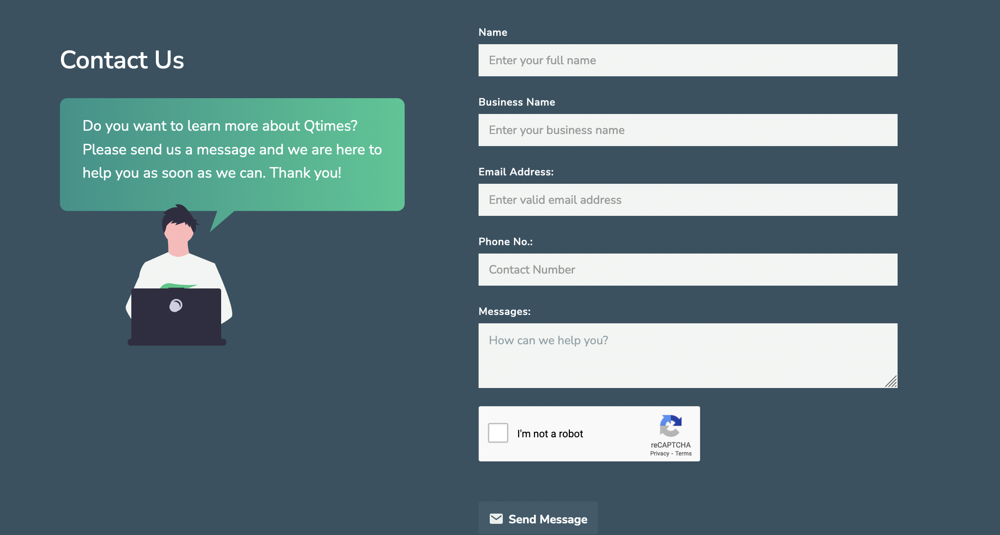 Contact Us
Do you want to learn more about Qtimes?
Please send us a message and we are here to
help you as soon as we can. Thank you!
Name
Enter your full name
Business Name
Enter your business name
Email Address:
Enter valid email address
Phone No.:
Contact Number
Messages:
How can we help you?
I'm not a robot
reCAPTCHA
Privacy - Terms
Send Message